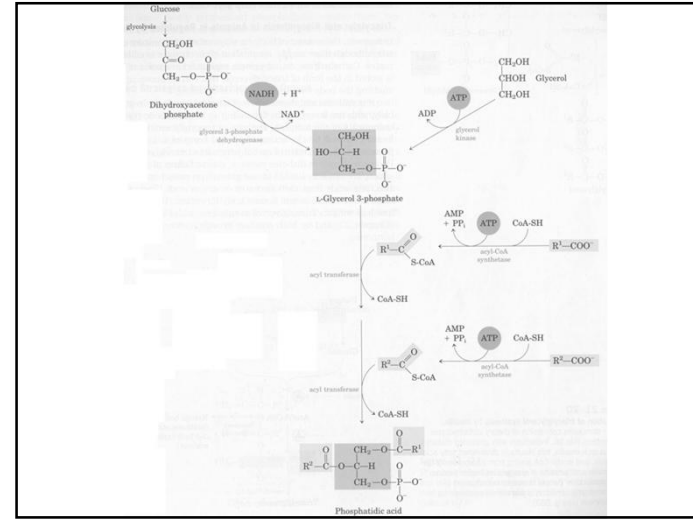 Glucose
glycolysis
CH₂OH
C=O
CH₂—O—P—O⁻
O
O⁻
Dihydroxyacetone
phosphate
NADH + H⁺
NAD⁺
glycerol 3-phosphate
dehydrogenase
CH₂OH
CHOH Glycerol
CH₂OH
ATP
ADP
glycerol
kinase
CH₂OH
HO—C—H
CH₂—O—P—O⁻
O
O⁻
L-Glycerol 3-phosphate
AMP
+ PPᵢ ATP CoA-SH
R¹—COO⁻
acyl-CoA
synthetase
O
R¹—C
S-CoA
acyl transferase
CoA-SH
AMP
+ PPᵢ ATP CoA-SH
R²—COO⁻
acyl-CoA
synthetase
O
R²—C
S-CoA
acyl transferase
CoA-SH
O
CH₂—O—C—R¹
O
R²—C—O—C—H
O
CH₂—O—P—O⁻
O⁻
Phosphatidic acid